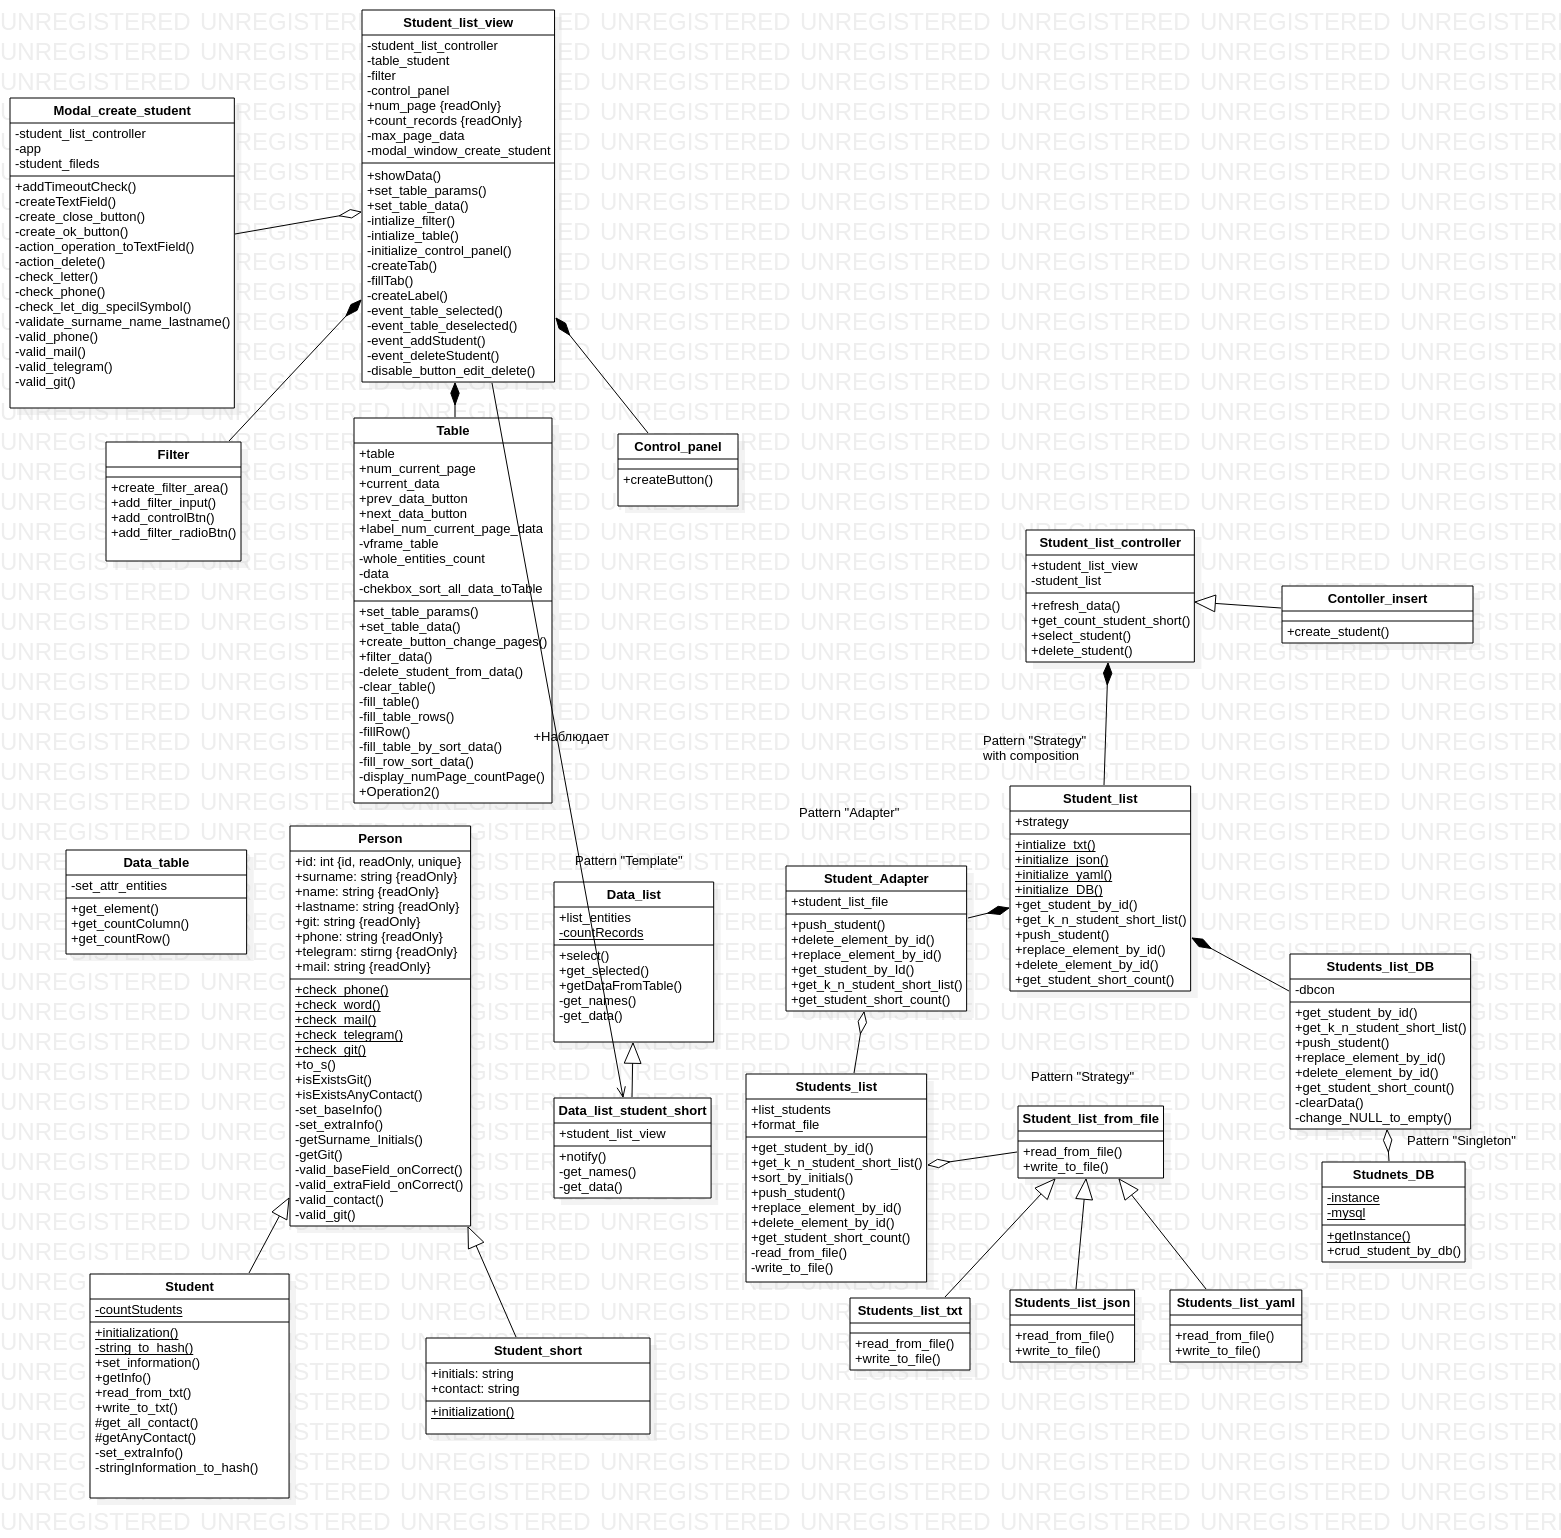 Student_list_view
-student_list_controller
-table_student
-filter
-control_panel
+num_page {readOnly}
+count_records {readOnly}
-max_page_data
-modal_window_create_student
+showData()
+set_table_params()
+set_table_data()
-intialize_filter()
-intialize_table()
-initialize_control_panel()
-createTab()
-fillTab()
-createLabel()
-event_table_selected()
-event_table_deselected()
-event_addStudent()
-event_deleteStudent()
-disable_button_edit_delete()
Modal_create_student
-student_list_controller
-app
-student_fileds
+addTimeoutCheck()
-createTextField()
-create_close_button()
-create_ok_button()
-action_operation_toTextField()
-action_delete()
-check_letter()
-check_phone()
-check_let_dig_specilSymbol()
-validate_surname_name_lastname()
-valid_phone()
-valid_mail()
-valid_telegram()
-valid_git()
Filter
+create_filter_area()
+add_filter_input()
+add_controlBtn()
+add_filter_radioBtn()
Table
+table
+num_current_page
+current_data
+prev_data_button
+next_data_button
+label_num_current_page_data
-vframe_table
-whole_entities_count
-data
-chekbox_sort_all_data_toTable
+set_table_params()
+set_table_data()
+create_button_change_pages()
+filter_data()
-delete_student_from_data()
-clear_table()
-fill_table()
-fill_table_rows()
-fillRow()
-fill_table_by_sort_data()
-fill_row_sort_data()
-display_numPage_countPage()
+Operation2()
Control_panel
+createButton()
+Наблюдает
Student_list_controller
+student_list_view
-student_list
+refresh_data()
+get_count_student_short()
+select_student()
+delete_student()
Contoller_insert
+create_student()
Pattern "Strategy"
with composition
Pattern "Adapter"
Student_list
+strategy
+intialize_txt()
+initialize_json()
+initialize_yaml()
+initialize_DB()
+get_student_by_id()
+get_k_n_student_short_list()
+push_student()
+replace_element_by_id()
+delete_element_by_id()
+get_student_short_count()
Data_table
-set_attr_entities
+get_element()
+get_countColumn()
+get_countRow()
Person
+id: int {id, readOnly, unique}
+surname: string {readOnly}
+name: string {readOnly}
+lastname: string {readOnly}
+git: string {readOnly}
+phone: string {readOnly}
+telegram: stirng {readOnly}
+mail: string {readOnly}
+check_phone()
+check_word()
+check_mail()
+check_telegram()
+check_git()
+to_s()
+isExistsGit()
+isExistsAnyContact()
-set_baseInfo()
-set_extraInfo()
-getSurname_Initials()
-getGit()
-valid_baseField_onCorrect()
-valid_extraField_onCorrect()
-valid_contact()
-valid_git()
Pattern "Template"
Data_list
+list_entities
-countRecords
+select()
+get_selected()
+getDataFromTable()
-get_names()
-get_data()
Data_list_student_short
+student_list_view
+notify()
-get_names()
-get_data()
Student_Adapter
+student_list_file
+push_student()
+delete_element_by_id()
+replace_element_by_id()
+get_student_by_Id()
+get_k_n_student_short_list()
+get_student_short_count()
Students_list_DB
-dbcon
+get_student_by_id()
+get_k_n_student_short_list()
+push_student()
+replace_element_by_id()
+delete_element_by_id()
+get_student_short_count()
-clearData()
-change_NULL_to_empty()
Students_list
+list_students
+format_file
+get_student_by_id()
+get_k_n_student_short_list()
+sort_by_initials()
+push_student()
+replace_element_by_id()
+delete_element_by_id()
+get_student_short_count()
-read_from_file()
-write_to_file()
Pattern "Strategy"
Student_list_from_file
+read_from_file()
+write_to_file()
Pattern "Singleton"
Studnets_DB
-instance
-mysql
+getInstance()
+crud_student_by_db()
Student
-countStudents
+initialization()
-string_to_hash()
+set_information()
+getInfo()
+read_from_txt()
+write_to_txt()
#get_all_contact()
#getAnyContact()
-set_extraInfo()
-stringInformation_to_hash()
Student_short
+initials: string
+contact: string
+initialization()
Students_list_txt
+read_from_file()
+write_to_file()
Students_list_json
+read_from_file()
+write_to_file()
Students_list_yaml
+read_from_file()
+write_to_file()